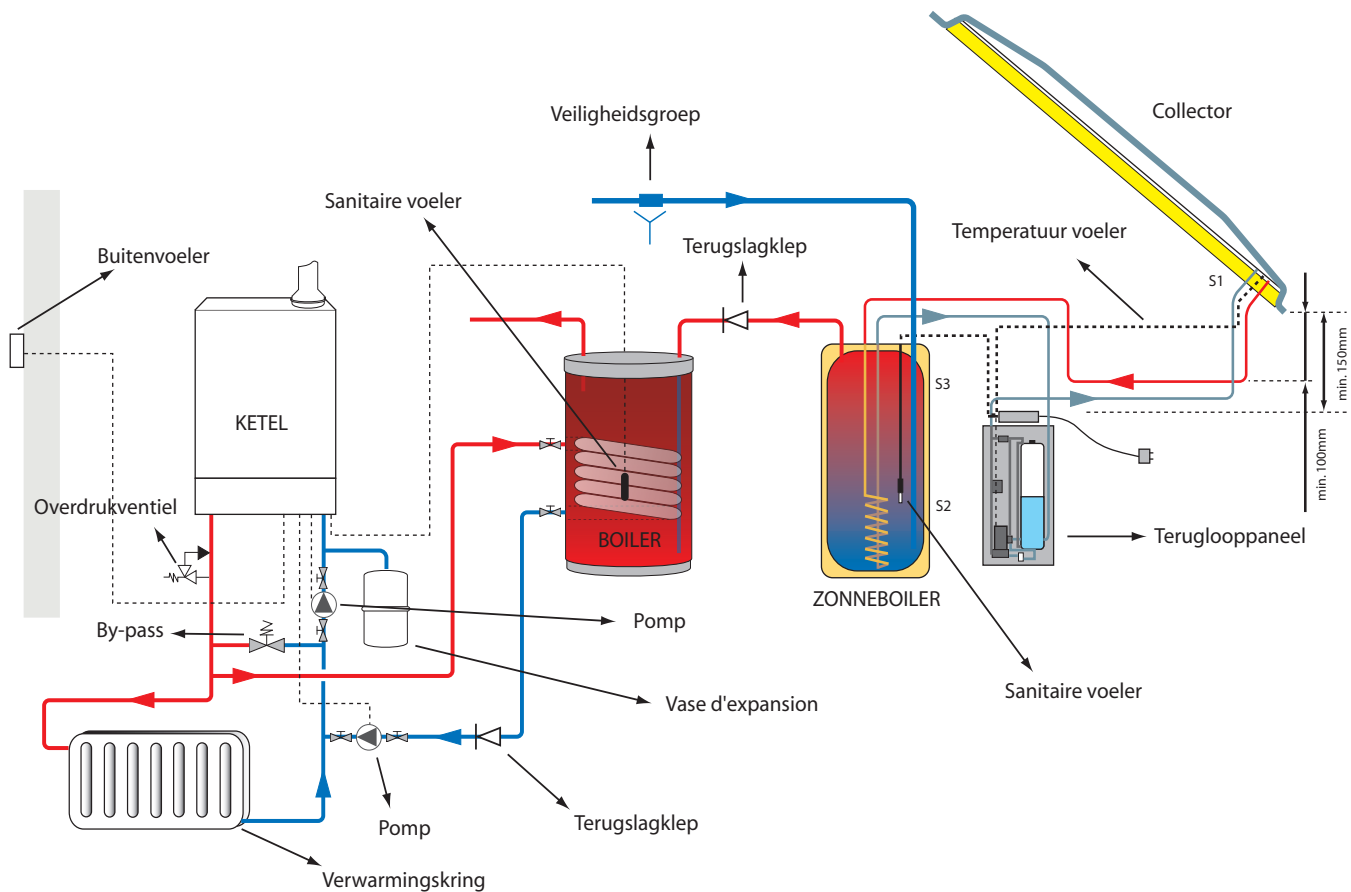 Collector
Veiligheidsgroep
Sanitaire voeler
Terugslagklep
Temperatuur voeler
Buitenvoeler
S1
min. 150mm
S3
KETEL
min. 100mm
Overdrukventiel
S2
BOILER
Teruglooppaneel
ZONNEBOILER
By-pass
Pomp
Sanitaire voeler
Vase d'expansion
Pomp
Terugslagklep
Verwarmingskring